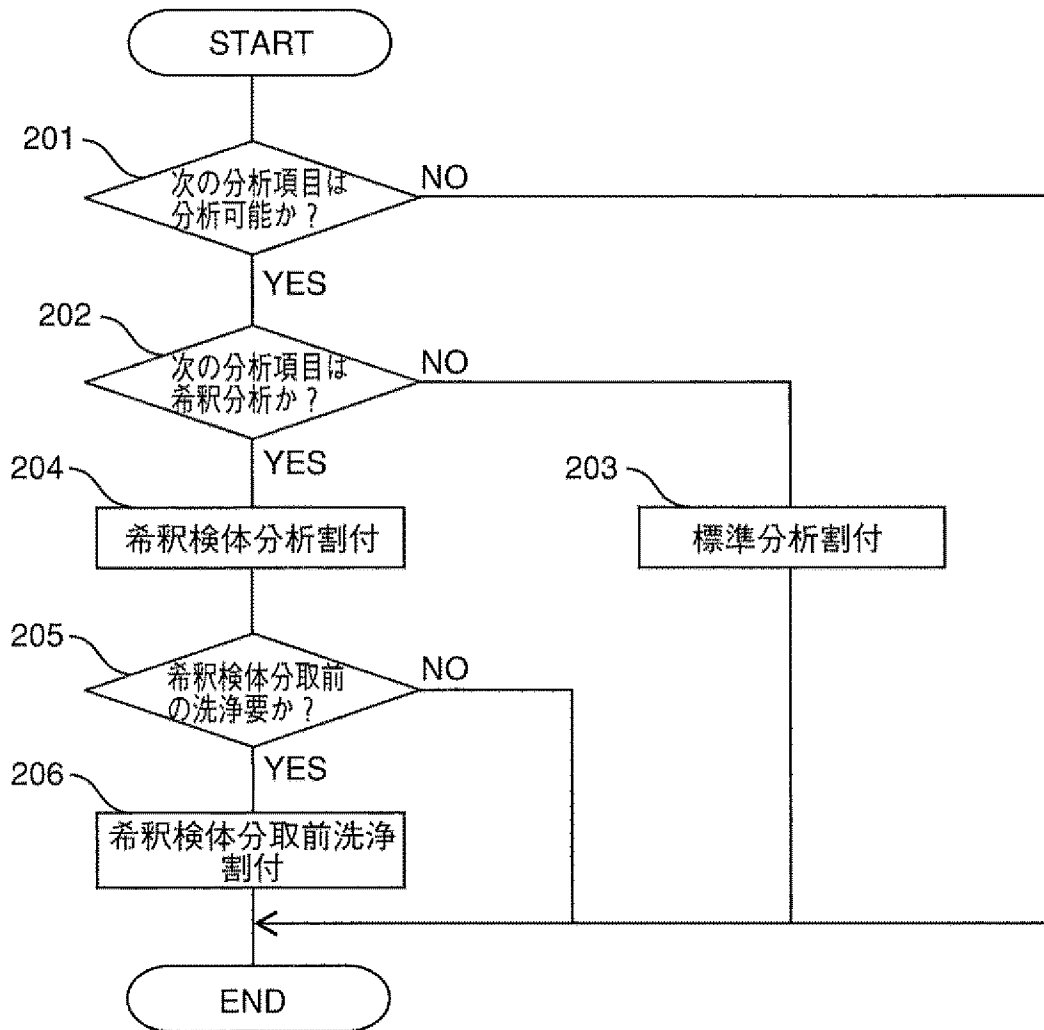 START
201
次の分析項目は
分析可能か？
NO
YES
202
次の分析項目は
希釈分析か？
NO
YES
204
希釈検体分析割付
203
標準分析割付
205
希釈検体分取前
の洗浄要か？
NO
YES
206
希釈検体分取前洗浄
割付
END